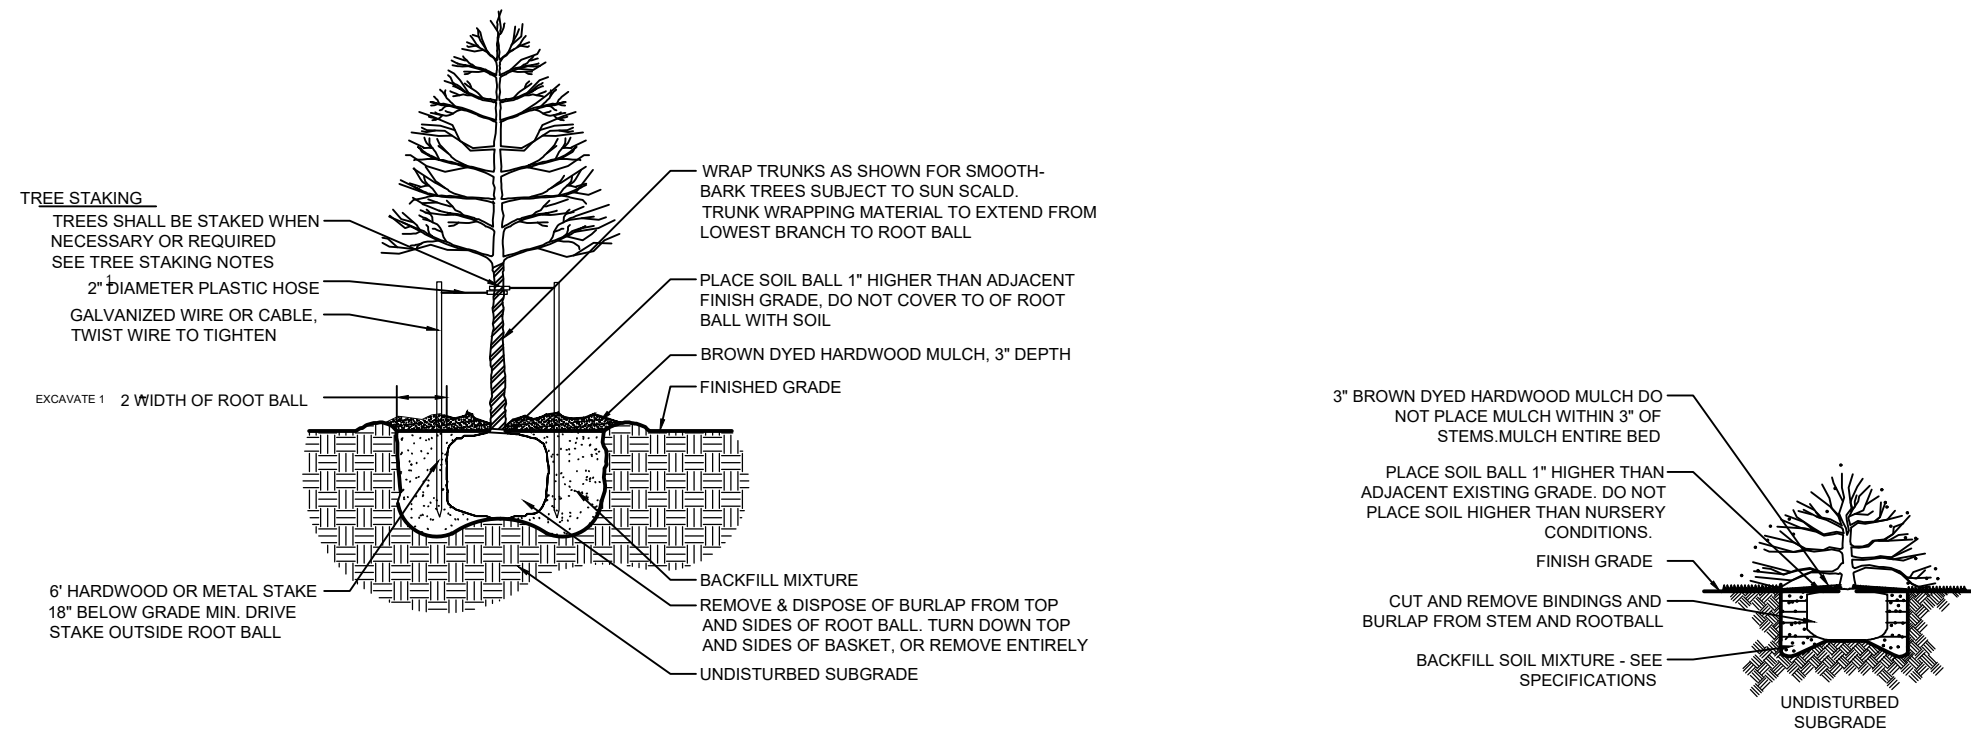 TREE STAKING
TREES SHALL BE STAKED WHEN
NECESSARY OR REQUIRED
SEE TREE STAKING NOTES
1
2" DIAMETER PLASTIC HOSE
GALVANIZED WIRE OR CABLE,
TWIST WIRE TO TIGHTEN
EXCAVATE 1 2 WIDTH OF ROOT BALL
6' HARDWOOD OR METAL STAKE
18" BELOW GRADE MIN. DRIVE
STAKE OUTSIDE ROOT BALL
WRAP TRUNKS AS SHOWN FOR SMOOTH-
BARK TREES SUBJECT TO SUN SCALD.
TRUNK WRAPPING MATERIAL TO EXTEND FROM
LOWEST BRANCH TO ROOT BALL
PLACE SOIL BALL 1" HIGHER THAN ADJACENT
FINISH GRADE, DO NOT COVER TO OF ROOT
BALL WITH SOIL
BROWN DYED HARDWOOD MULCH, 3" DEPTH
FINISHED GRADE
BACKFILL MIXTURE
REMOVE & DISPOSE OF BURLAP FROM TOP
AND SIDES OF ROOT BALL. TURN DOWN TOP
AND SIDES OF BASKET, OR REMOVE ENTIRELY
UNDISTURBED SUBGRADE
3" BROWN DYED HARDWOOD MULCH DO
NOT PLACE MULCH WITHIN 3" OF
STEMS.MULCH ENTIRE BED
PLACE SOIL BALL 1" HIGHER THAN
ADJACENT EXISTING GRADE. DO NOT
PLACE SOIL HIGHER THAN NURSERY
CONDITIONS.
FINISH GRADE
CUT AND REMOVE BINDINGS AND
BURLAP FROM STEM AND ROOTBALL
BACKFILL SOIL MIXTURE - SEE
SPECIFICATIONS
UNDISTURBED
SUBGRADE